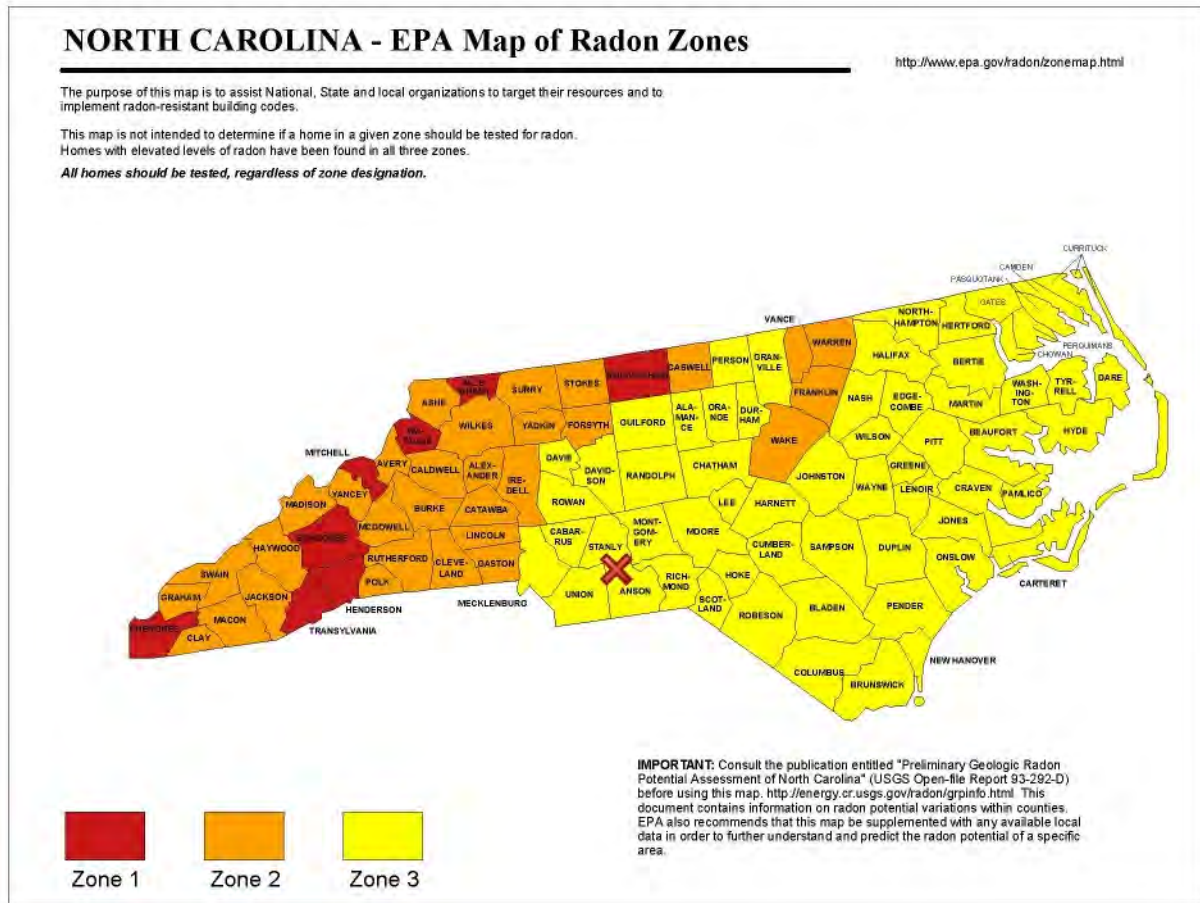 NORTH CAROLINA - EPA Map of Radon Zones
http://www.epa.gov/radon/zonemap.html
The purpose of this map is to assist National, State and local organizations to target their resources and to
implement radon-resistant building codes.
This map is not intended to determine if a home in a given zone should be tested for radon.
Homes with elevated levels of radon have been found in all three zones.
All homes should be tested, regardless of zone designation.
CURRITUCK
CAMDEN
PASQUOTANK
GATES
NORTH-
HAMPTON
HERTFORD
VANCE
WARREN
PERQUIMANS
CHOWAN
HALIFAX
BERTIE
PERSON
GRAN-
VILLE
CASWELL
STOKES
SURRY
ASHE
WASH-
ING-
TON
TYR-
RELL
DARE
FRANKLIN
NASH
EDGE-
COMBE
MARTIN
WILKES
YADKIN
FORSYTH
GUILFORD
ALA-
MAN-
CE
ORA-
NGE
DUR-
HAM
WAKE
WILSON
PITT
BEAUFORT
HYDE
MITCHELL
AVERY
CALDWELL
ALEX-
ANDER
IRE-
DELL
DAVIE
DAVID-
SON
RANDOLPH
CHATHAM
JOHNSTON
GREENE
WAYNE
LENOIR
CRAVEN
PAMLICO
MADISON
YANCEY
BURKE
CATAWBA
ROWAN
LEE
HARNETT
JONES
MCDOWELL
LINCOLN
CABAR-
RUS
STANLY
MONT-
GOM-
ERY
MOORE
CUMBER-
LAND
SAMPSON
DUPLIN
ONSLOW
HAYWOOD
RUTHERFORD
CLEVE-
LAND
GASTON
CARTERET
SWAIN
POLK
UNION
ANSON
RICH-
MOND
HOKE
SCOT-
LAND
GRAHAM
JACKSON
HENDERSON
MECKLENBURG
ROBESON
BLADEN
PENDER
MACON
CLAY
TRANSYLVANIA
COLUMBUS
BRUNSWICK
NEW HANOVER
IMPORTANT: Consult the publication entitled "Preliminary Geologic Radon
Potential Assessment of North Carolina" (USGS Open-file Report 93-292-D)
before using this map. http://energy.cr.usgs.gov/radon/grpinfo.html This
document contains information on radon potential variations within counties.
EPA also recommends that this map be supplemented with any available local
data in order to further understand and predict the radon potential of a specific
area.
Zone 1
Zone 2
Zone 3